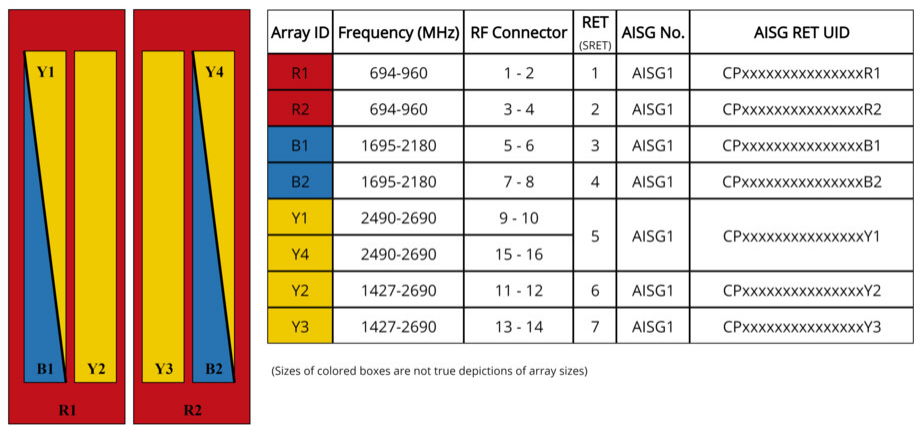 Y1
Y4
B1
Y2
Y3
B2
R1
R2
Array ID Frequency (MHz) RF Connector RET (SRET) AISG No. AISG RET UID
R1 694-960 1 - 2 1 AISG1 CPxxxxxxxxxxxxxxxR1
R2 694-960 3 - 4 2 AISG1 CPxxxxxxxxxxxxxxxR2
B1 1695-2180 5 - 6 3 AISG1 CPxxxxxxxxxxxxxxxB1
B2 1695-2180 7 - 8 4 AISG1 CPxxxxxxxxxxxxxxxB2
Y1 2490-2690 9 - 10
5 AISG1 CPxxxxxxxxxxxxxxxY1
Y4 2490-2690 15 - 16
Y2 1427-2690 11 - 12 6 AISG1 CPxxxxxxxxxxxxxxxY2
Y3 1427-2690 13 - 14 7 AISG1 CPxxxxxxxxxxxxxxxY3
(Sizes of colored boxes are not true depictions of array sizes)